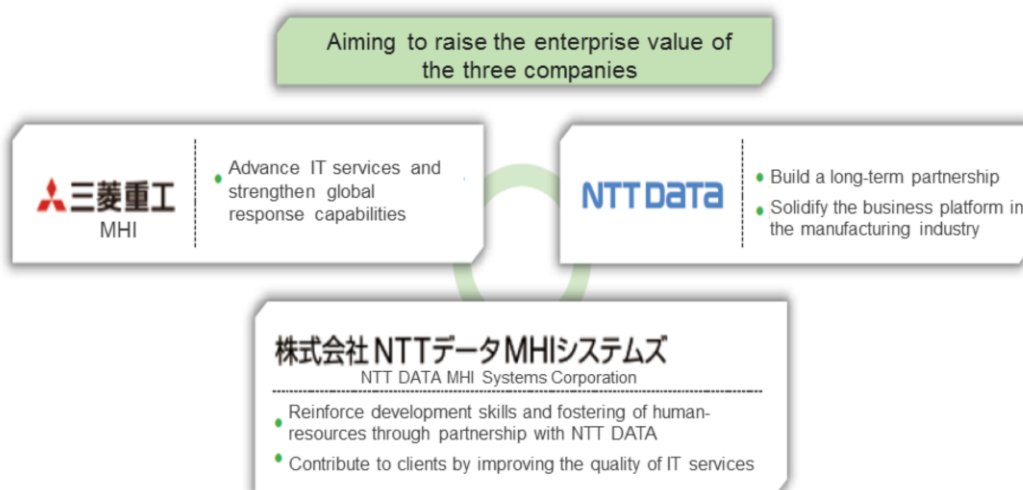 Aiming to raise the enterprise value of
the three companies
三菱重工
MHI
Advance IT services and
strengthen global
response capabilities
NTT DATA
Build a long-term partnership
Solidify the business platform in
the manufacturing industry
株式会社 NTTデータMHIシステムズ
NTT DATA MHI Systems Corporation
Reinforce development skills and fostering of human-
resources through partnership with NTT DATA
Contribute to clients by improving the quality of IT services